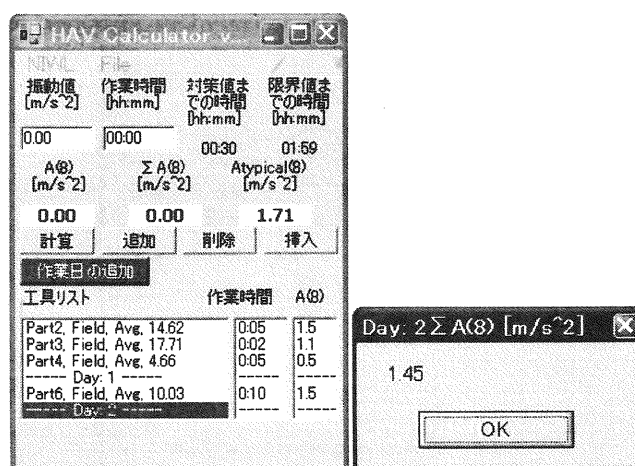 HAV Calculator v...
NIVIL File
振動値 作業時間 対策値ま 限界値ま
[m/s^2] [hh:mm] での時間 での時間
[hh:mm] [hh:mm]
0.00 00:00 00:30 01:59
A(8) Σ A(8) Atypical(8)
[m/s^2] [m/s^2] [m/s^2]
0.00 0.00 1.71
計算 追加 削除 挿入
作業日の追加
工具リスト 作業時間 A(8)
Part2, Field, Avg, 14.62 0:05 1.5
Part3, Field, Avg, 17.71 0:02 1.1
Part4, Field, Avg, 4.66 0:05 0.5
------ Day: 1 ------ ------ ------
Part6, Field, Avg, 10.03 0:10 1.5
------ Day: 2 ------ ------ ------
Day: 2 Σ A(8) [m/s^2]
1.45
OK